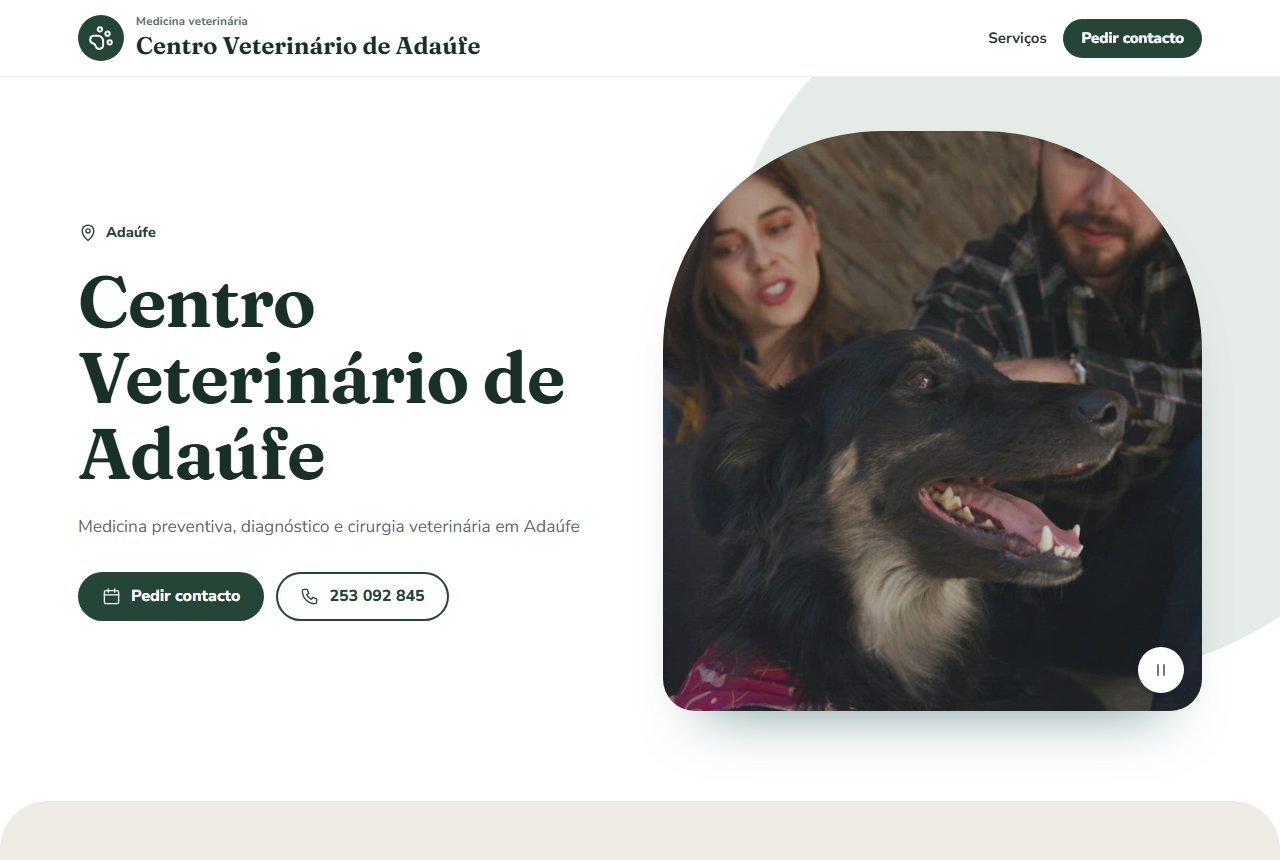 Medicina veterinária
Centro Veterinário de Adaúfe
Serviços
Pedir contacto
Adaúfe
Centro
Veterinário de
Adaúfe
Medicina preventiva, diagnóstico e cirurgia veterinária em Adaúfe
Pedir contacto
253 092 845